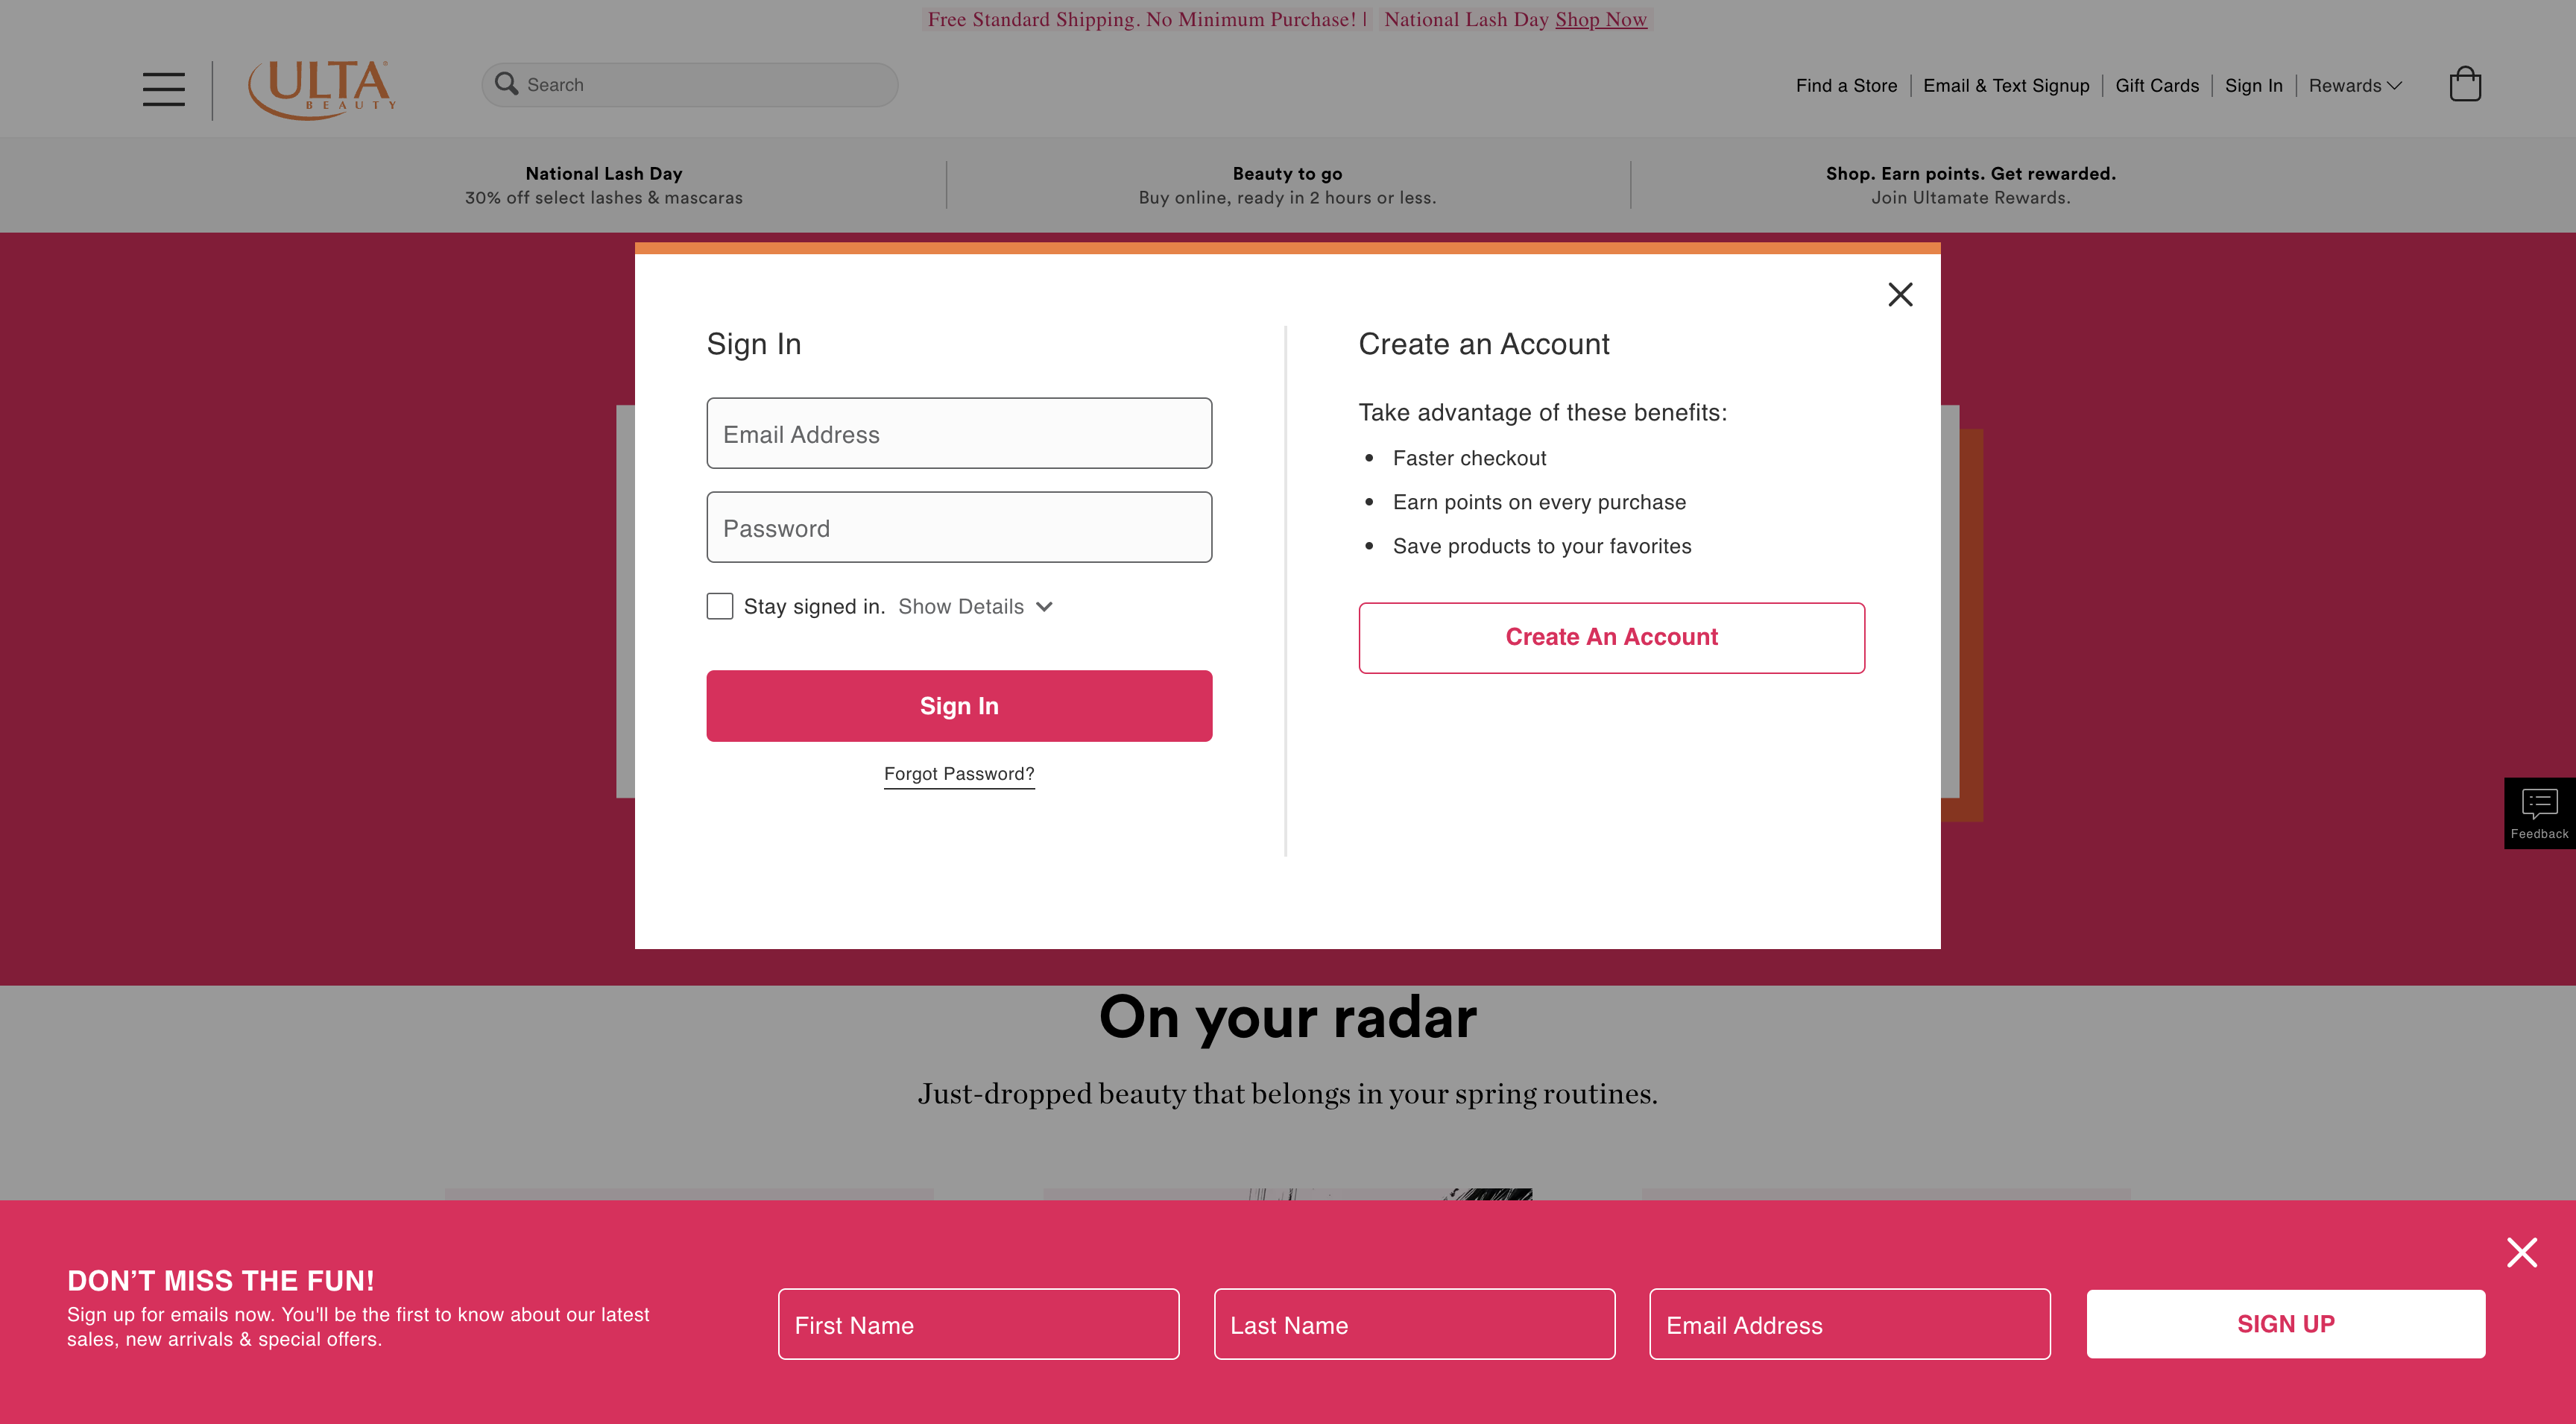 Free Standard Shipping. No Minimum Purchase! | National Lash Day Shop Now
ULTA
BEAUTY
Search
Find a Store
Email & Text Signup
Gift Cards
Sign In
Rewards
National Lash Day
30% off select lashes & mascaras
Beauty to go
Buy online, ready in 2 hours or less.
Shop. Earn points. Get rewarded.
Join Ultamate Rewards.
Sign In
Email Address
Password
Stay signed in. Show Details
Sign In
Forgot Password?
Create an Account
Take advantage of these benefits:
• Faster checkout
• Earn points on every purchase
• Save products to your favorites
Create An Account
Feedback
On your radar
Just-dropped beauty that belongs in your spring routines.
DON’T MISS THE FUN!
Sign up for emails now. You'll be the first to know about our latest
sales, new arrivals & special offers.
First Name
Last Name
Email Address
SIGN UP